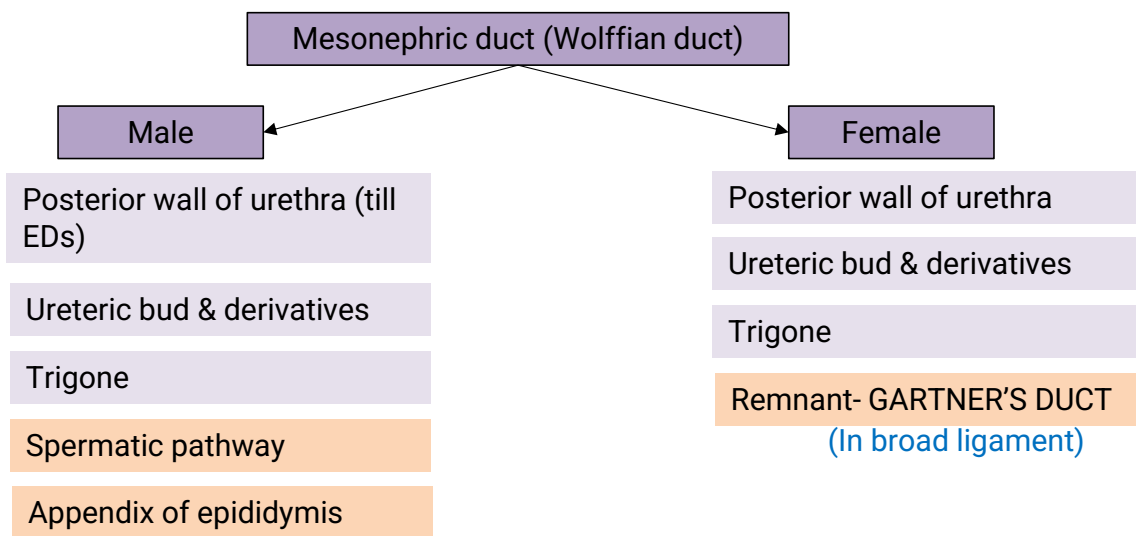 Mesonephric duct (Wolffian duct)
Male
Posterior wall of urethra (till
EDs)
Ureteric bud & derivatives
Trigone
Spermatic pathway
Appendix of epididymis
Female
Posterior wall of urethra
Ureteric bud & derivatives
Trigone
Remnant- GARTNER’S DUCT
(In broad ligament)